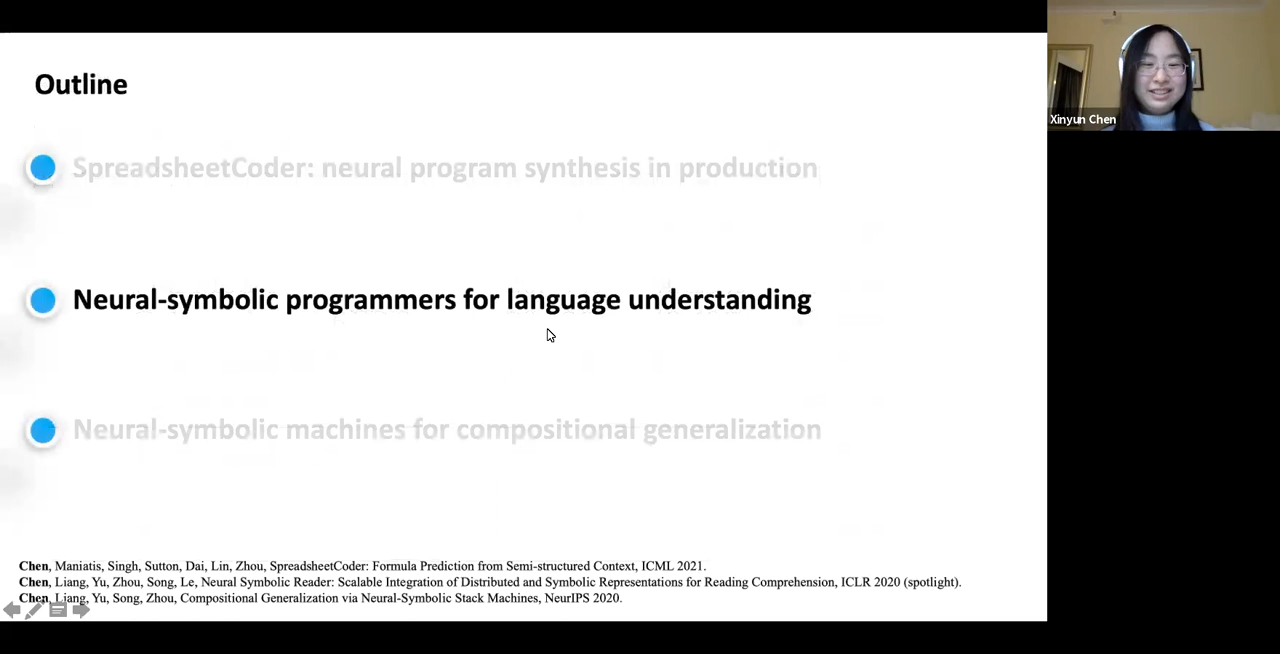 Outline
SpreadsheetCoder: neural program synthesis in production
Neural-symbolic programmers for language understanding
Neural-symbolic machines for compositional generalization
Chen, Maniatis, Singh, Sutton, Dai, Lin, Zhou, SpreadsheetCoder: Formula Prediction from Semi-structured Context, ICML 2021.
Chen, Liang, Yu, Zhou, Song, Le, Neural Symbolic Reader: Scalable Integration of Distributed and Symbolic Representations for Reading Comprehension, ICLR 2020 (spotlight).
Chen, Liang, Yu, Song, Zhou, Compositional Generalization via Neural-Symbolic Stack Machines, NeurIPS 2020.
Xinyun Chen